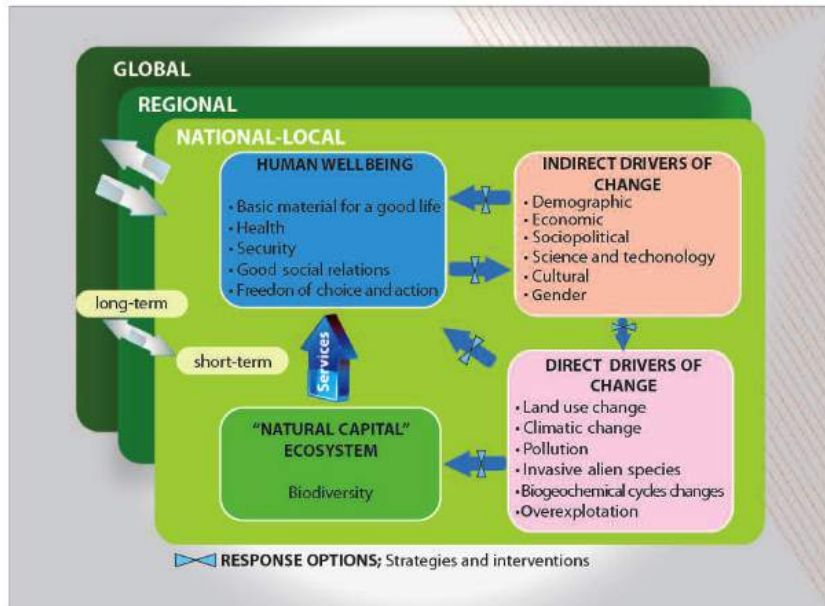 GLOBAL
REGIONAL
NATIONAL-LOCAL
HUMAN WELLBEING
• Basic material for a good life
• Health
• Security
• Good social relations
• Freedom of choice and action
INDIRECT DRIVERS OF
CHANGE
• Demographic
• Economic
• Sociopolitical
• Science and techonology
• Cultural
• Gender
long-term
short-term
Services
DIRECT DRIVERS OF
CHANGE
• Land use change
• Climatic change
• Pollution
• Invasive alien species
• Biogeochemical cycles changes
• Overexplotation
"NATURAL CAPITAL"
ECOSYSTEM
Biodiversity
RESPONSE OPTIONS; Strategies and interventions